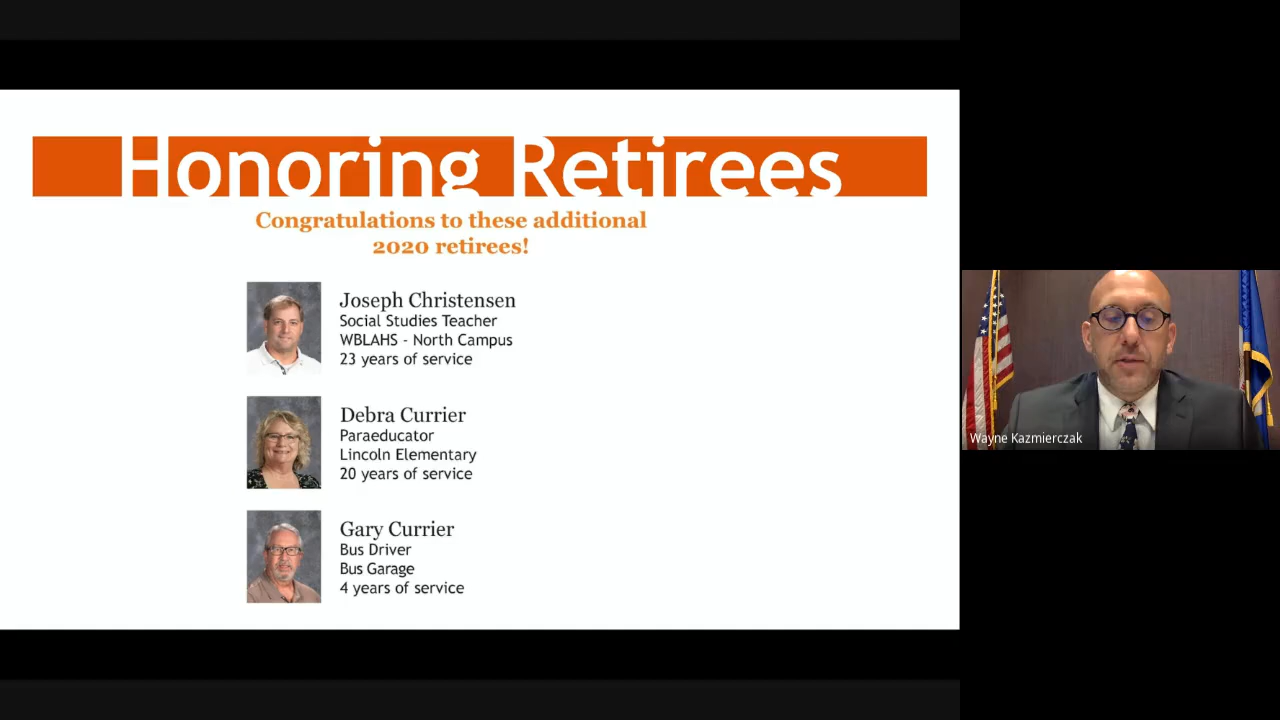 Honoring Retirees
Congratulations to these additional
2020 retirees!
Joseph Christensen
Social Studies Teacher
WBLAHS - North Campus
23 years of service
Debra Currier
Paraeducator
Lincoln Elementary
20 years of service
Gary Currier
Bus Driver
Bus Garage
4 years of service
Wayne Kazmierczak